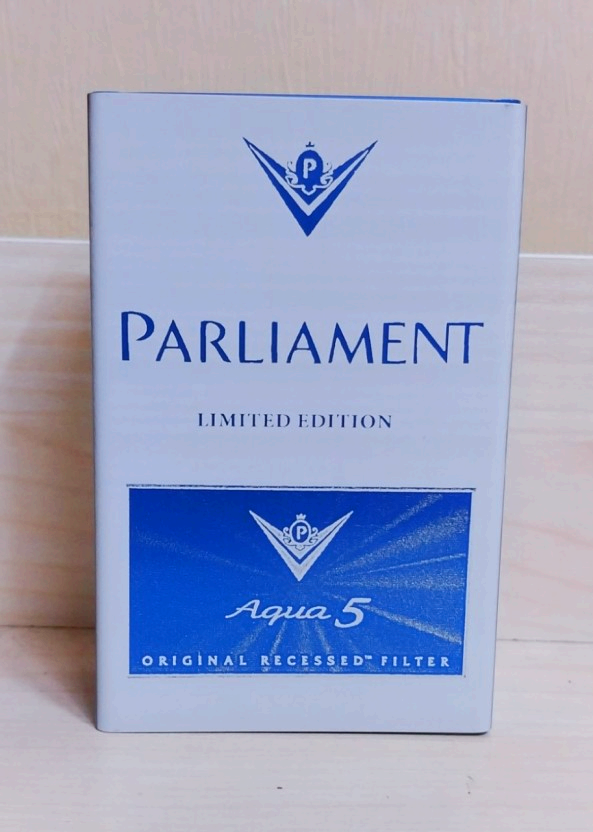 P
PARLIAMENT
LIMITED EDITION
P
Aqua 5
ORIGINAL RECESSED™ FILTER